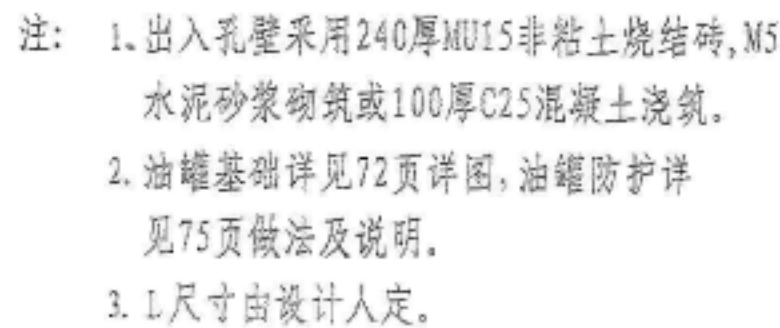 注: 1、出入孔壁采用240厚MU15非粘土烧结砖,M5
水泥砂浆砌筑或100厚C25混凝土浇筑。
2. 油罐基础详见72页详图,油罐防护详
见75页做法及说明。
3. L尺寸由设计人定。